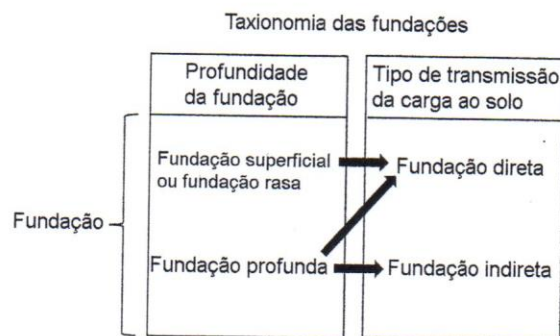 Taxionomia das fundações
Profundidade
da fundação
Tipo de transmissão
da carga ao solo
Fundação
Fundação superficial
ou fundação rasa
Fundação direta
Fundação profunda
Fundação indireta